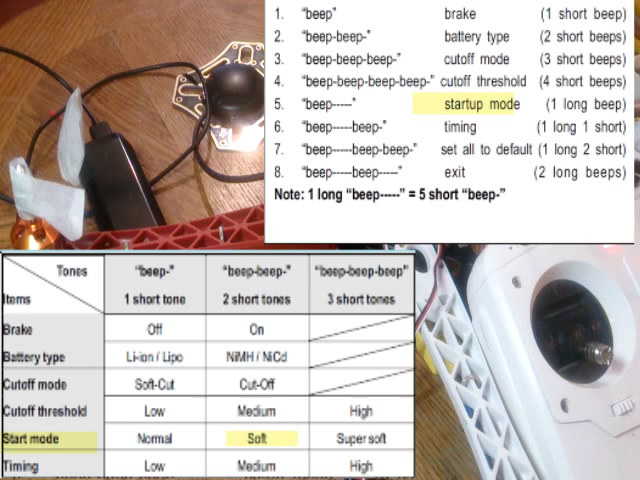 1. "beep" brake (1 short beep)
2. "beep-beep-" battery type (2 short beeps)
3. "beep-beep-beep-" cutoff mode (3 short beeps)
4. "beep-beep-beep-beep-" cutoff threshold (4 short beeps)
5. "beep-----" startup mode (1 long beep)
6. "beep-----beep-" timing (1 long 1 short)
7. "beep-----beep-beep-" set all to default (1 long 2 short)
8. "beep-----beep-----" exit (2 long beeps)
Note: 1 long "beep-----" = 5 short "beep-"
Tones "beep-" "beep-beep-" "beep-beep-beep"
Items 1 short tone 2 short tones 3 short tones
Brake Off On
Battery type Li-ion / Lipo NiMH / NiCd
Cutoff mode Soft-Cut Cut-Off
Cutoff threshold Low Medium High
Start mode Normal Soft Super soft
Timing Low Medium High